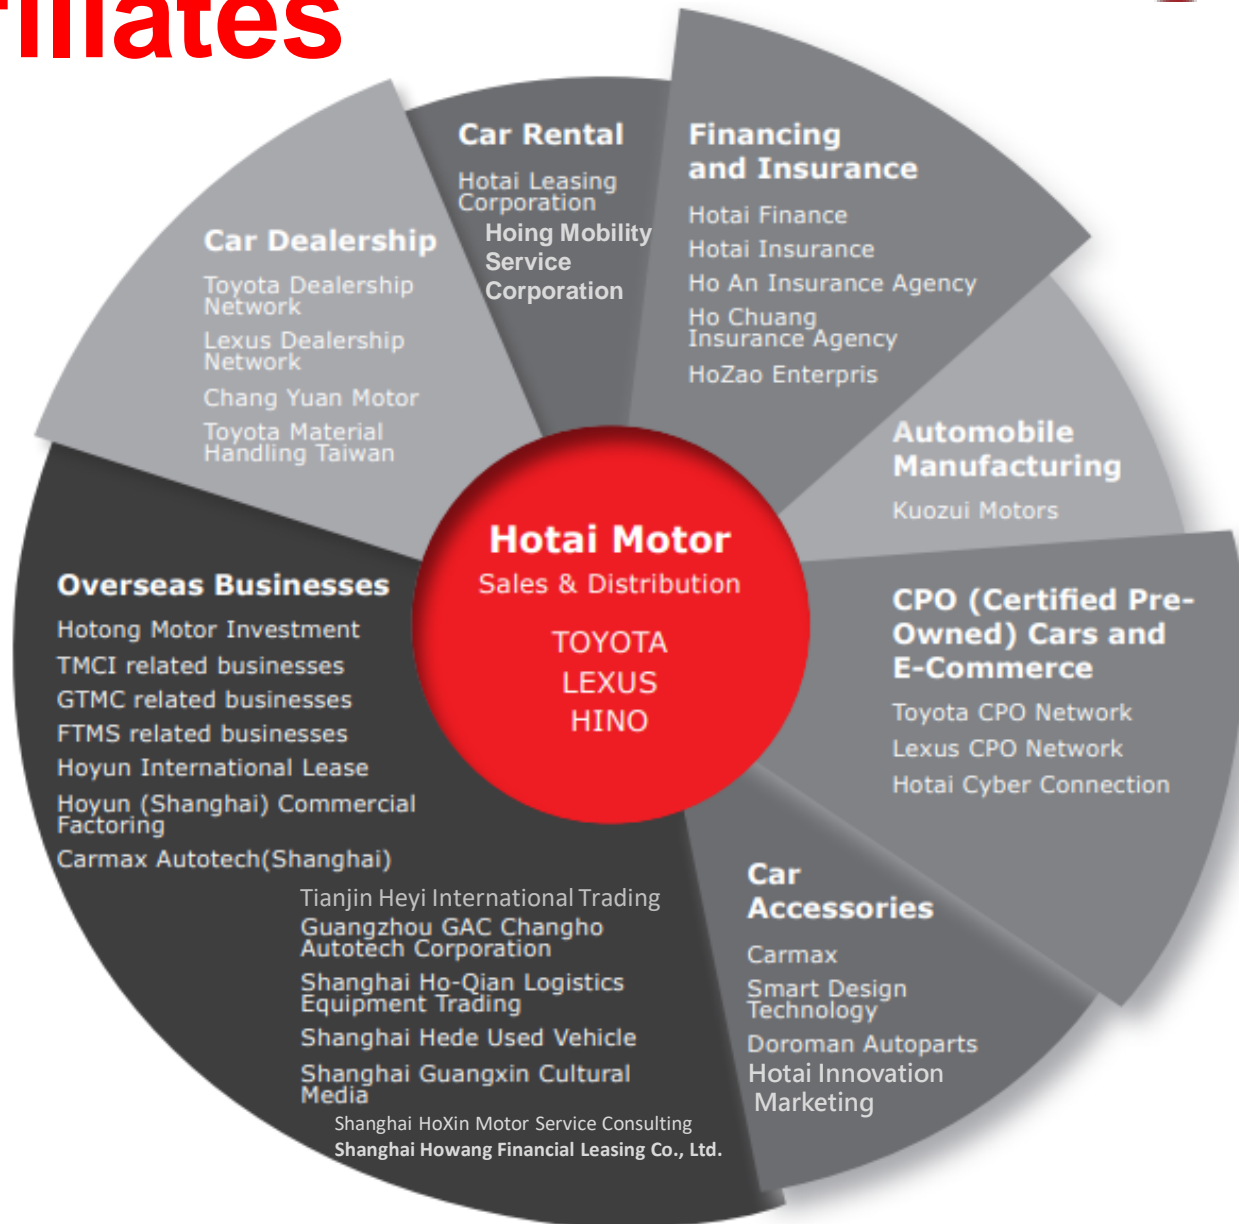 Car Rental
Hotai Leasing
Corporation
Hoing Mobility
Service
Corporation
Financing
and Insurance
Hotai Finance
Hotai Insurance
Ho An Insurance Agency
Ho Chuang
Insurance Agency
HoZao Enterpris
Car Dealership
Toyota Dealership
Network
Lexus Dealership
Network
Chang Yuan Motor
Toyota Material
Handling Taiwan
Automobile
Manufacturing
Kuozui Motors
Hotai Motor
Sales & Distribution
TOYOTA
LEXUS
HINO
Overseas Businesses
Hotong Motor Investment
TMCI related businesses
GTMC related businesses
FTMS related businesses
Hoyun International Lease
Hoyun (Shanghai) Commercial
Factoring
Carmax Autotech(Shanghai)
Tianjin Heyi International Trading
Guangzhou GAC Changho
Autotech Corporation
Shanghai Ho-Qian Logistics
Equipment Trading
Shanghai Hede Used Vehicle
Shanghai Guangxin Cultural
Media
Shanghai HoXin Motor Service Consulting
Shanghai Howang Financial Leasing Co., Ltd.
CPO (Certified Pre-
Owned) Cars and
E-Commerce
Toyota CPO Network
Lexus CPO Network
Hotai Cyber Connection
Car
Accessories
Carmax
Smart Design
Technology
Doroman Autoparts
Hotai Innovation
Marketing